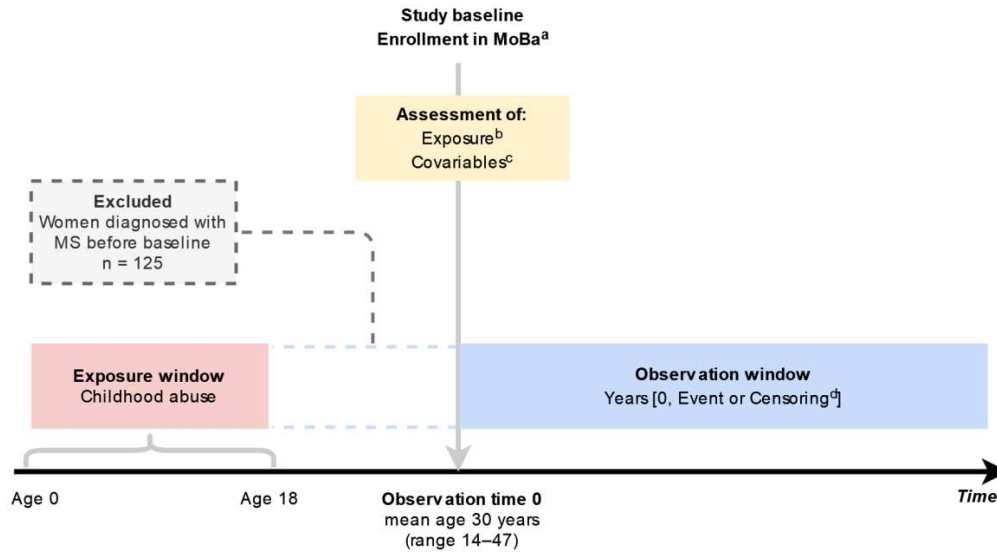 Study baseline
Enrollment in MoBaᵃ
Assessment of:
Exposureᵇ
Covariablesᶜ
Excluded
Women diagnosed with
MS before baseline
n = 125
Exposure window
Childhood abuse
Observation window
Years [0, Event or Censoringᵈ]
Age 0
Age 18
Observation time 0
mean age 30 years
(range 14–47)
Time